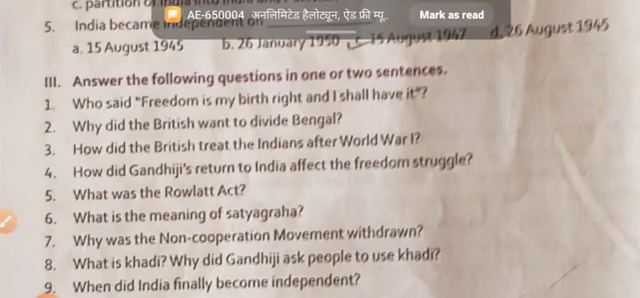 c. partition of India into India and
AE-650004 अनलिमिटेड हैलोट्यून, ऐड फ्री म्यू.. Mark as read
5. India became independent on
a. 15 August 1945 b. 26 January 1950 c. 15 August 1947 d. 26 August 1945
III. Answer the following questions in one or two sentences.
1. Who said "Freedom is my birth right and I shall have it"?
2. Why did the British want to divide Bengal?
3. How did the British treat the Indians after World War I?
4. How did Gandhiji's return to India affect the freedom struggle?
5. What was the Rowlatt Act?
6. What is the meaning of satyagraha?
7. Why was the Non-cooperation Movement withdrawn?
8. What is khadi? Why did Gandhiji ask people to use khadi?
9. When did India finally become independent?